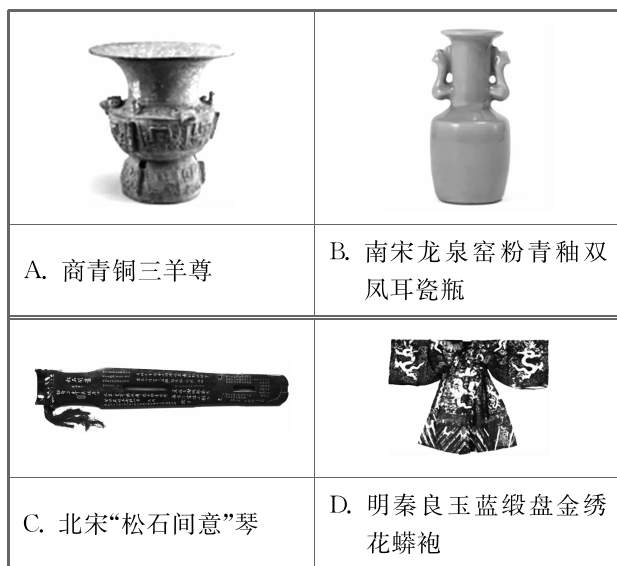 A. 商青铜三羊尊
B. 南宋龙泉窑粉青釉双
凤耳瓷瓶
C. 北宋“松石间意”琴
D. 明秦良玉蓝缎盘金绣
花蟒袍